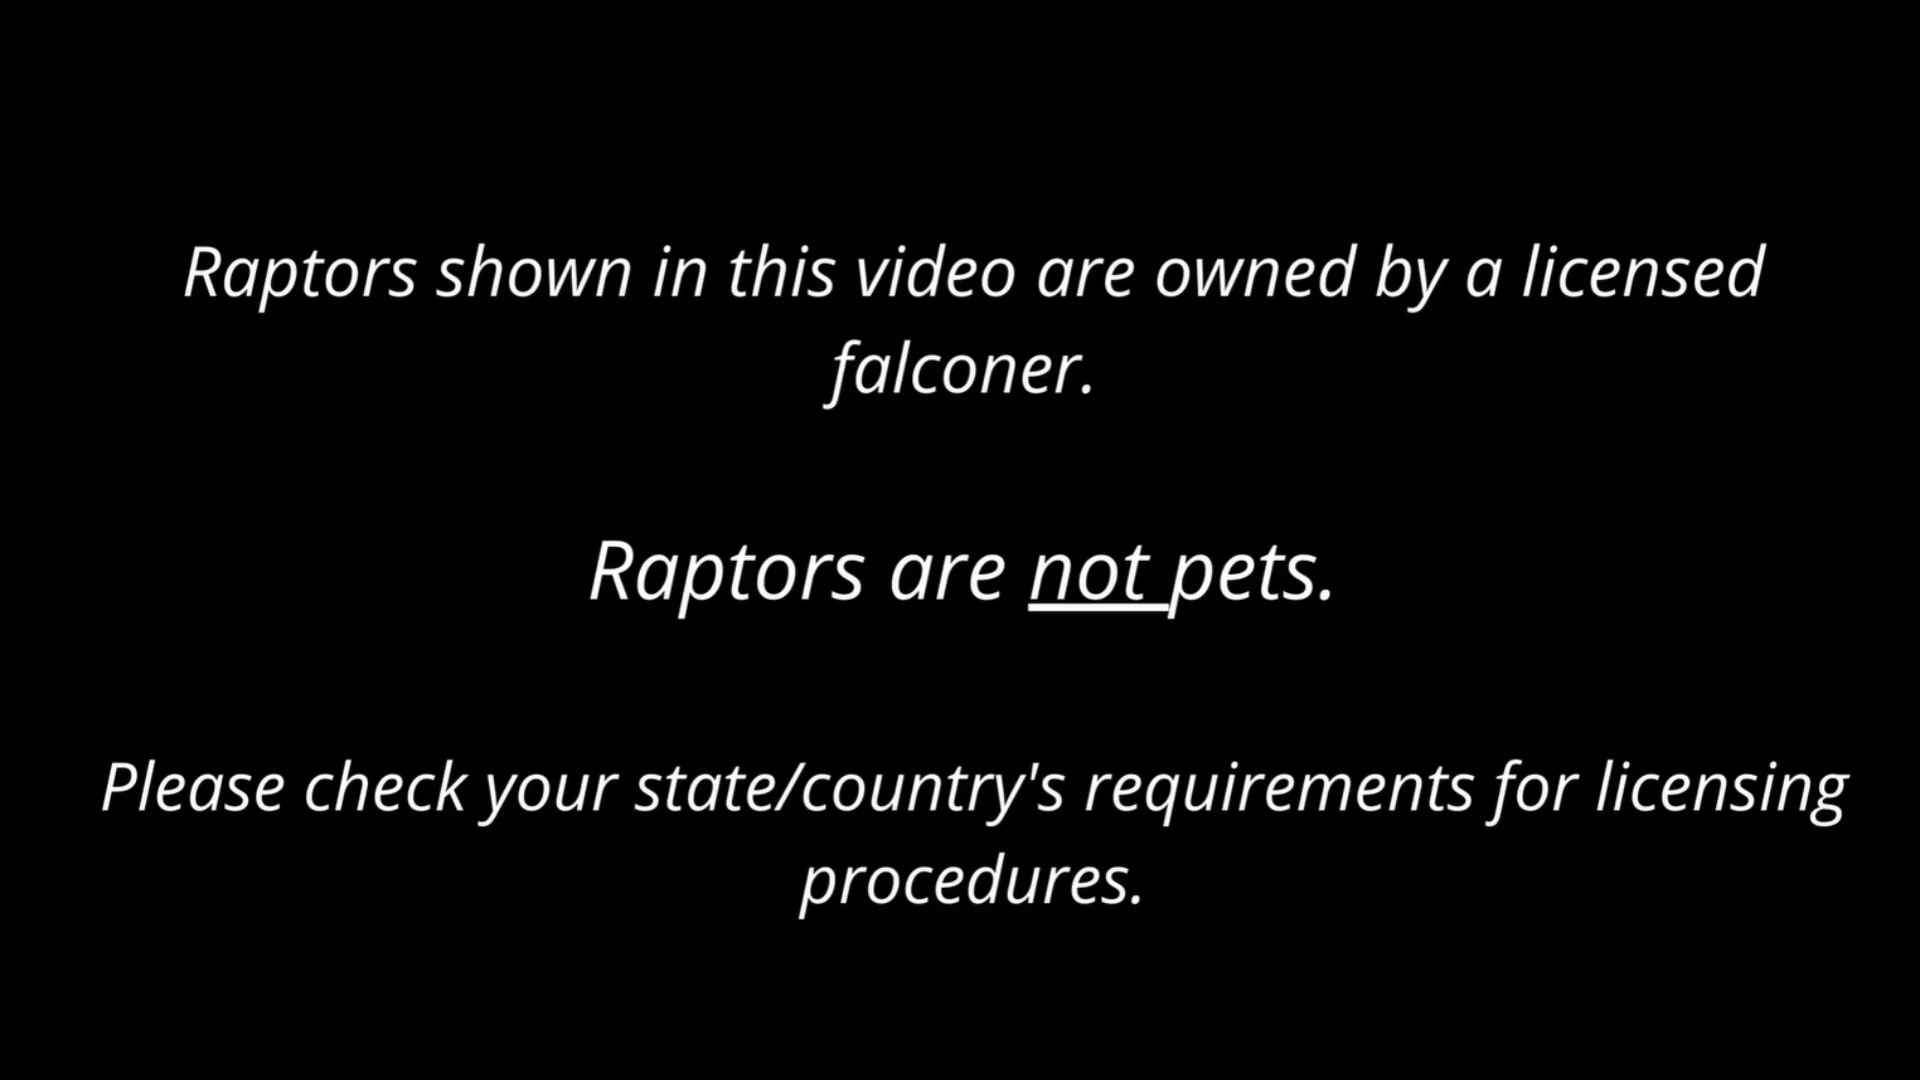 Raptors shown in this video are owned by a licensed
falconer.
Raptors are not pets.
Please check your state/country's requirements for licensing
procedures.